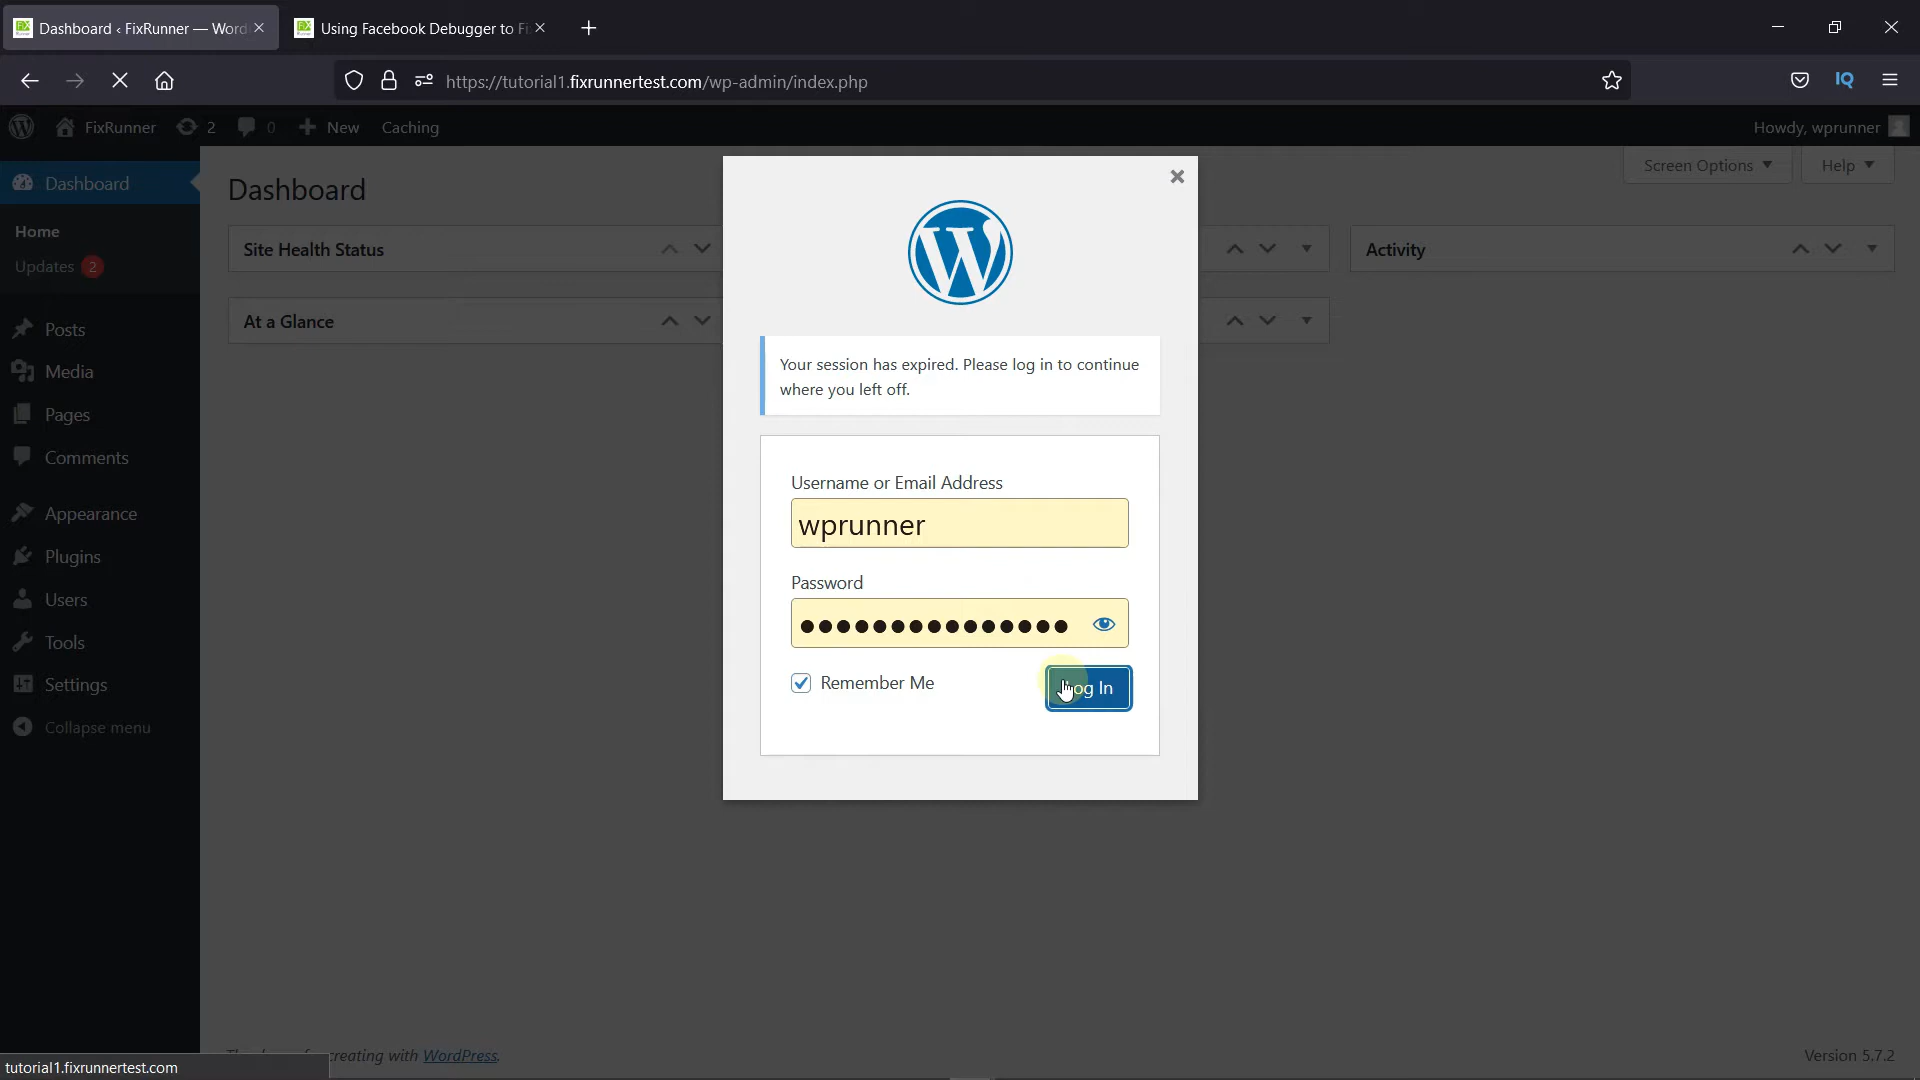 Dashboard ‹ FixRunner — Word
Using Facebook Debugger to Fi
https://tutorial1.fixrunnertest.com/wp-admin/index.php
IQ
FixRunner
2
0
New
Caching
Howdy, wprunner
Dashboard
Home
Updates 2
Posts
Media
Pages
Comments
Appearance
Plugins
Users
Tools
Settings
Collapse menu
Dashboard
Screen Options
Help
Site Health Status
Activity
At a Glance
Your session has expired. Please log in to continue
where you left off.
Username or Email Address
wprunner
Password
Remember Me
Log In
creating with WordPress.
Version 5.7.2
tutorial1.fixrunnertest.com